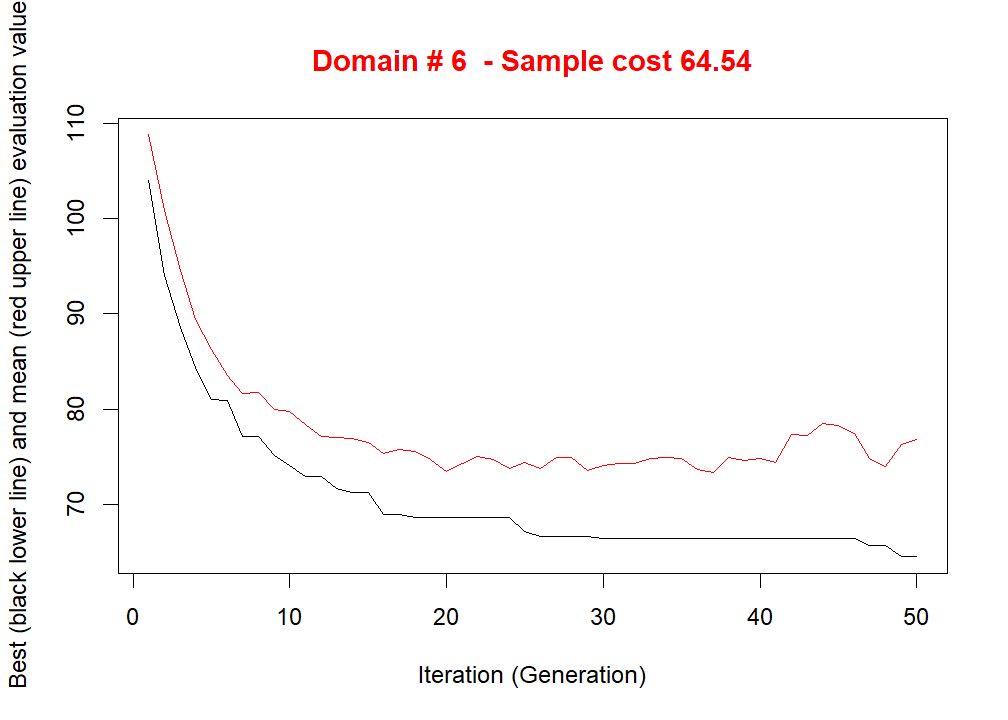 Domain # 6  - Sample cost 64.54
Best (black lower line) and mean (red upper line) evaluation value
110
100
90
80
70
0 10 20 30 40 50
Iteration (Generation)